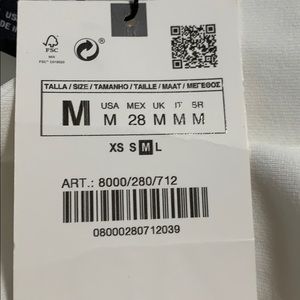 FSC
MIX
TALLA / SIZE / TAMANHO / TAILLE / MAAT / ΜΕΓΕΘΟΣ
M
USA MEX UK IT SR
M 28 M M M
XS S M L
ART.: 8000/280/712
08000280712039